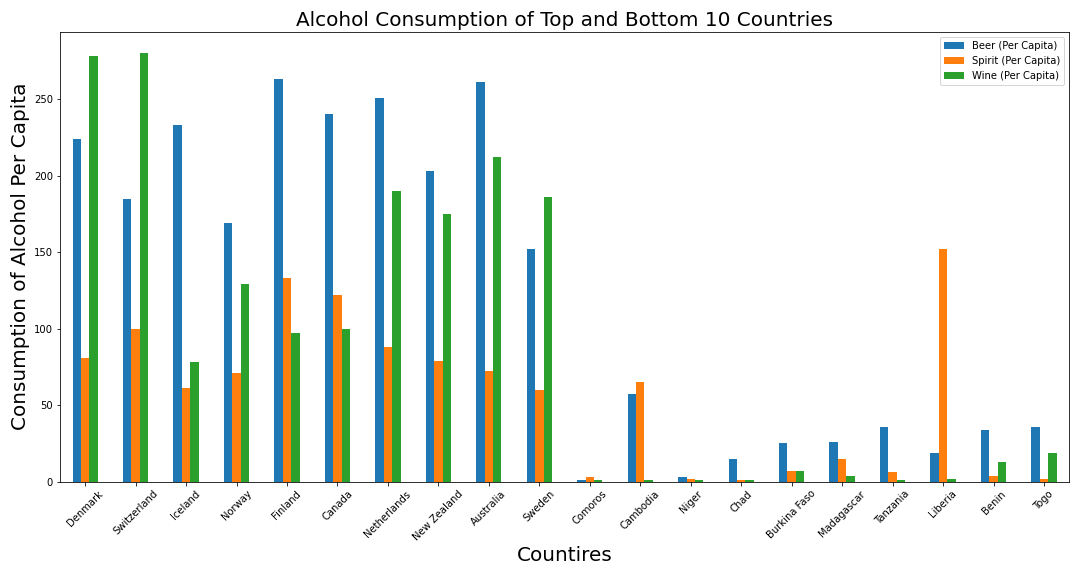 Alcohol Consumption of Top and Bottom 10 Countries
Beer (Per Capita)
Spirit (Per Capita)
Wine (Per Capita)
Consumption of Alcohol Per Capita
250
200
150
100
50
0
Denmark
Switzerland
Iceland
Norway
Finland
Canada
Netherlands
New Zealand
Australia
Sweden
Comoros
Cambodia
Niger
Chad
Burkina Faso
Madagascar
Tanzania
Liberia
Benin
Togo
Countires